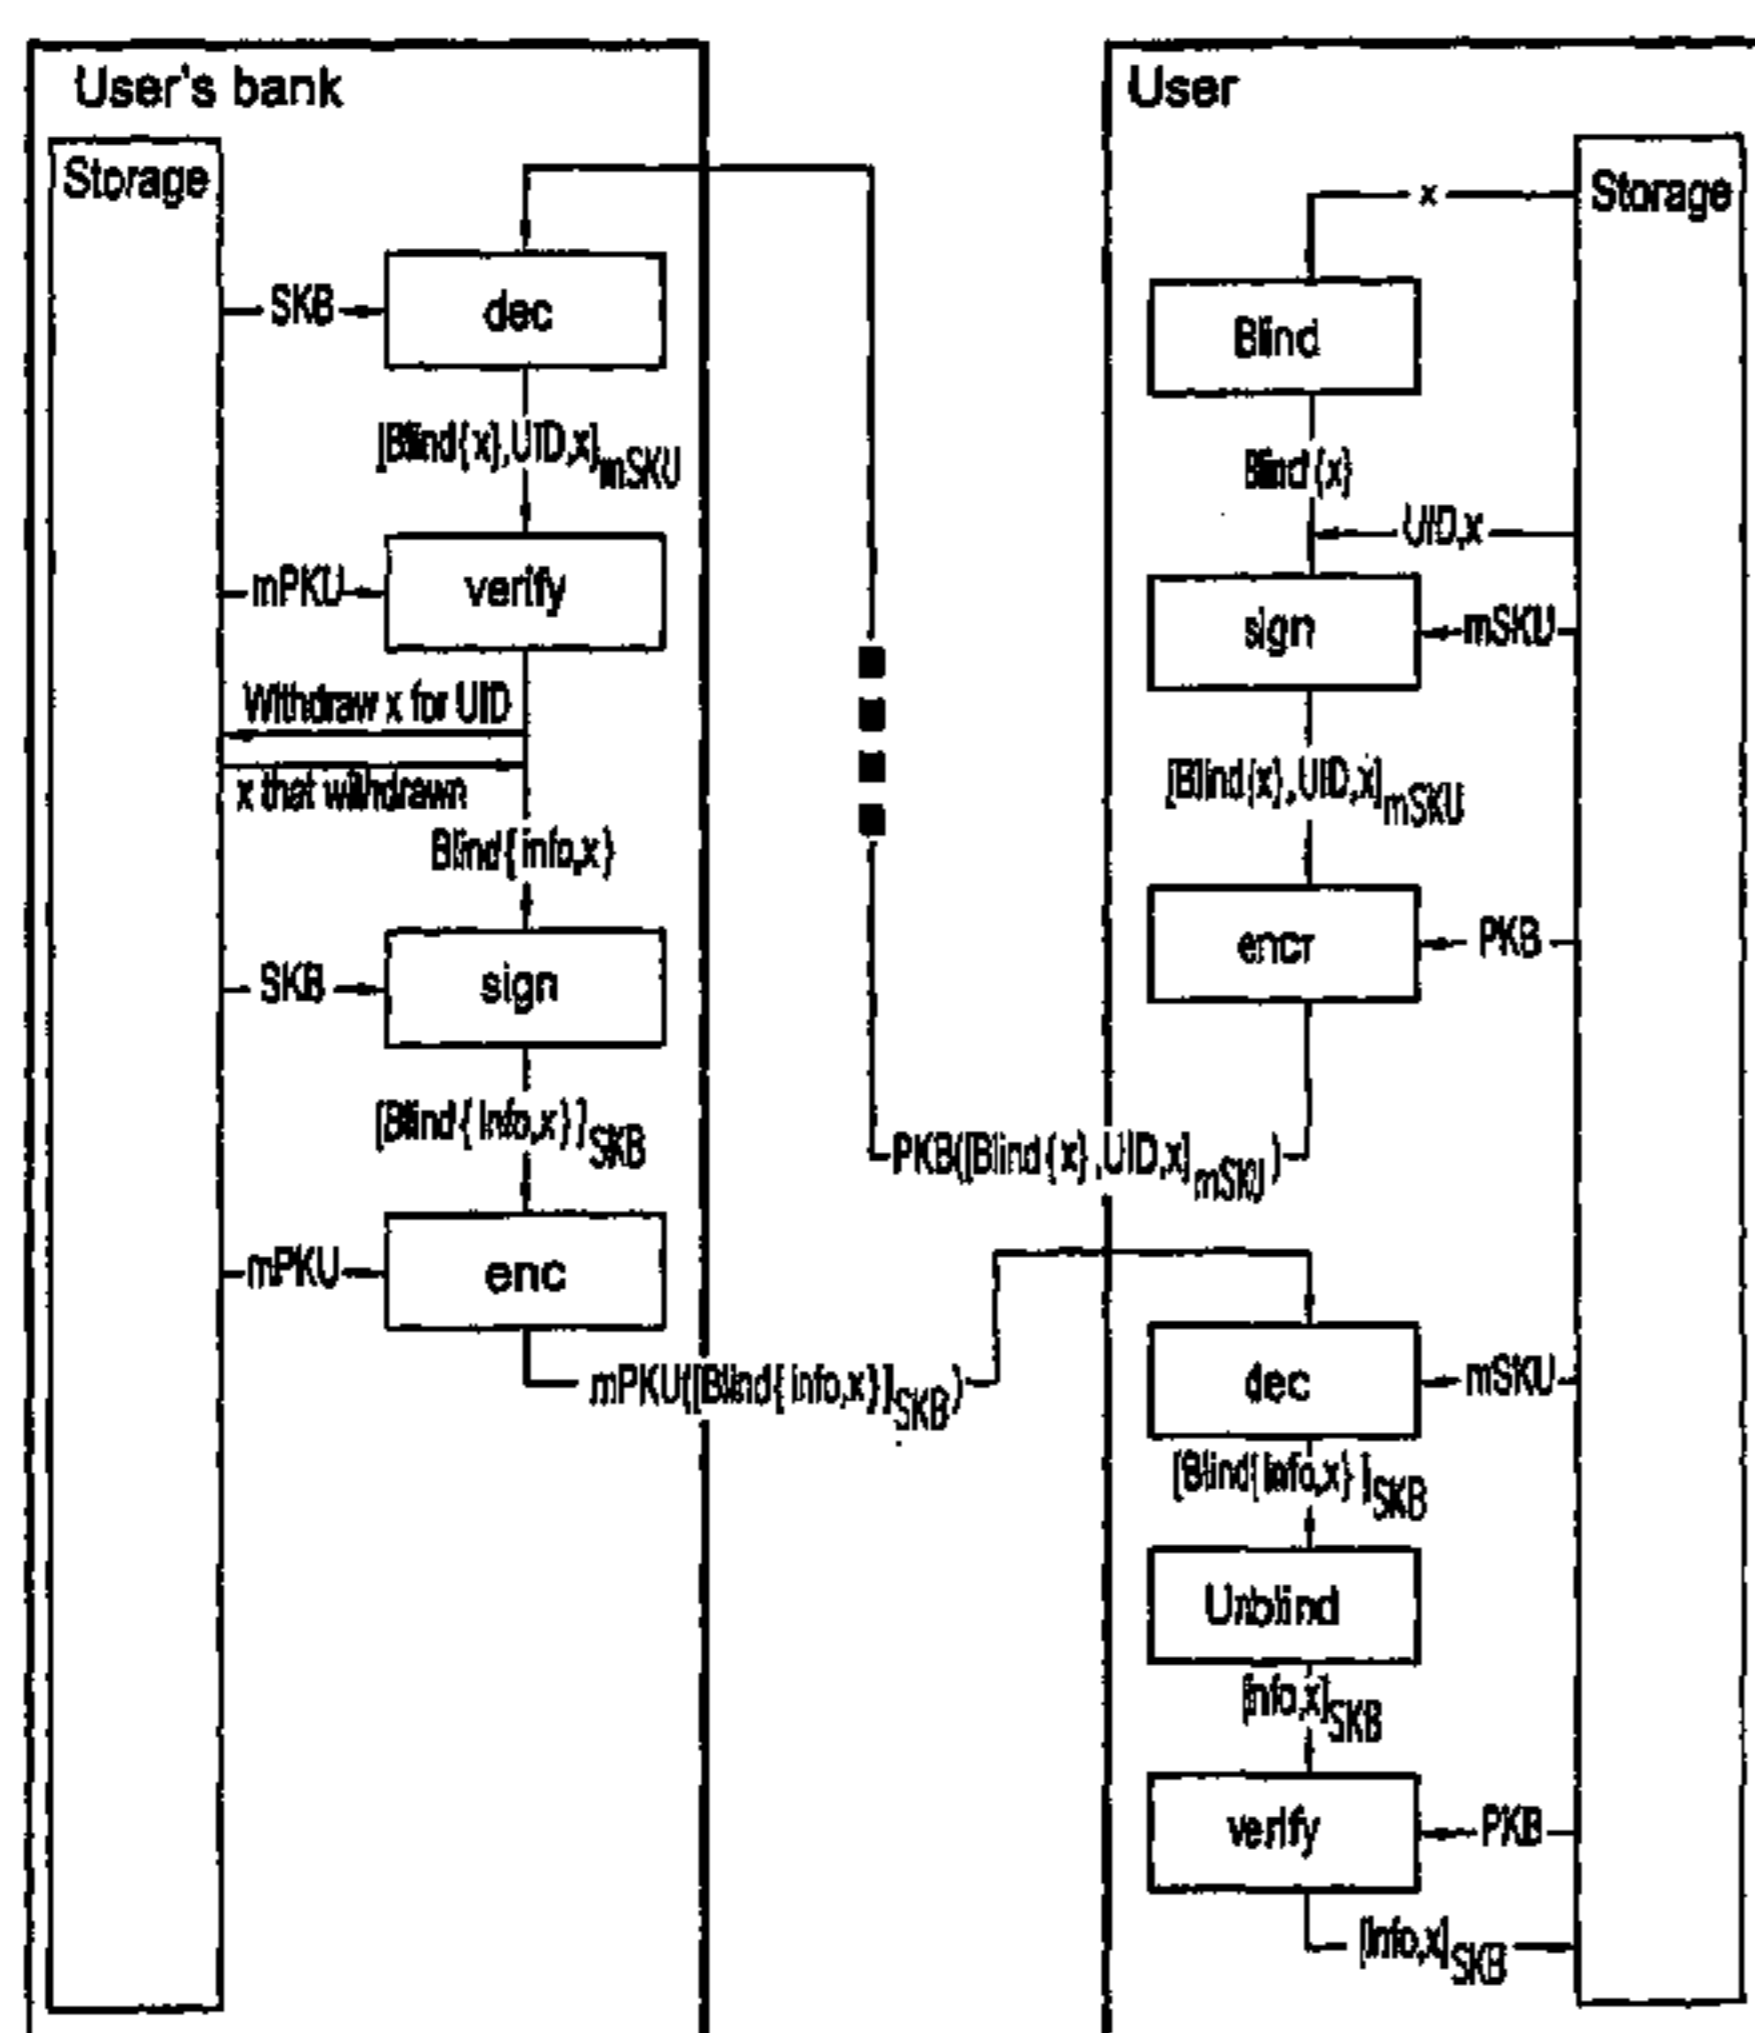 User's bank
Storage
SKB
dec
[Blind{x},UID,x]mSKU
mPKU
verify
Withdraw x for UID
x that withdrawn
Blind{info,x}
SKB
sign
[Blind{info,x}]SKB
mPKU
enc
mPKU([Blind{info,x}]SKB)
PKB([Blind{x},UID,x]mSKU)
User
Storage
x
Blind
Blind{x}
UID,x
sign
mSKU
[Blind{x},UID,x]mSKU
encr
PKB
dec
mSKU
[Blind{info,x}]SKB
Unblind
[info,x]SKB
verify
PKB
[info,x]SKB